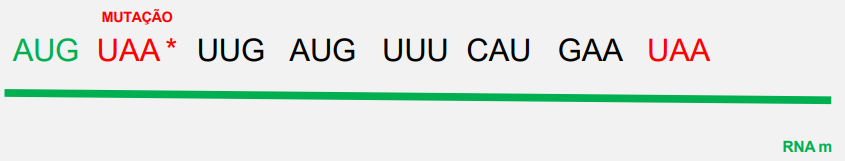 MUTAÇÃO
AUG UAA * UUG AUG UUU CAU GAA UAA
RNA m